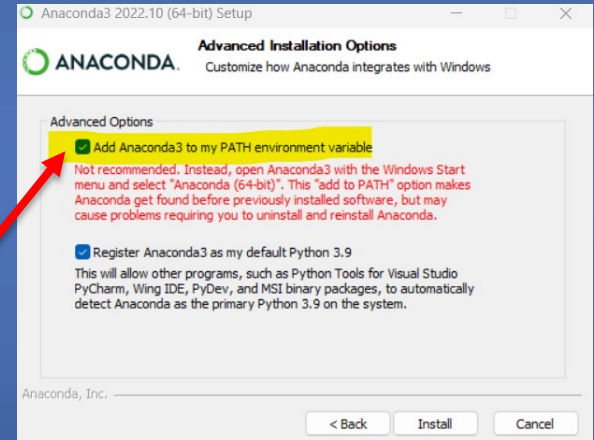 Anaconda3 2022.10 (64-bit) Setup
ANACONDA.
Advanced Installation Options
Customize how Anaconda integrates with Windows
Advanced Options
Add Anaconda3 to my PATH environment variable
Not recommended. Instead, open Anaconda3 with the Windows Start
menu and select "Anaconda (64-bit)". This "add to PATH" option makes
Anaconda get found before previously installed software, but may
cause problems requiring you to uninstall and reinstall Anaconda.
Register Anaconda3 as my default Python 3.9
This will allow other programs, such as Python Tools for Visual Studio
PyCharm, Wing IDE, PyDev, and MSI binary packages, to automatically
detect Anaconda as the primary Python 3.9 on the system.
Anaconda, Inc.
< Back
Install
Cancel